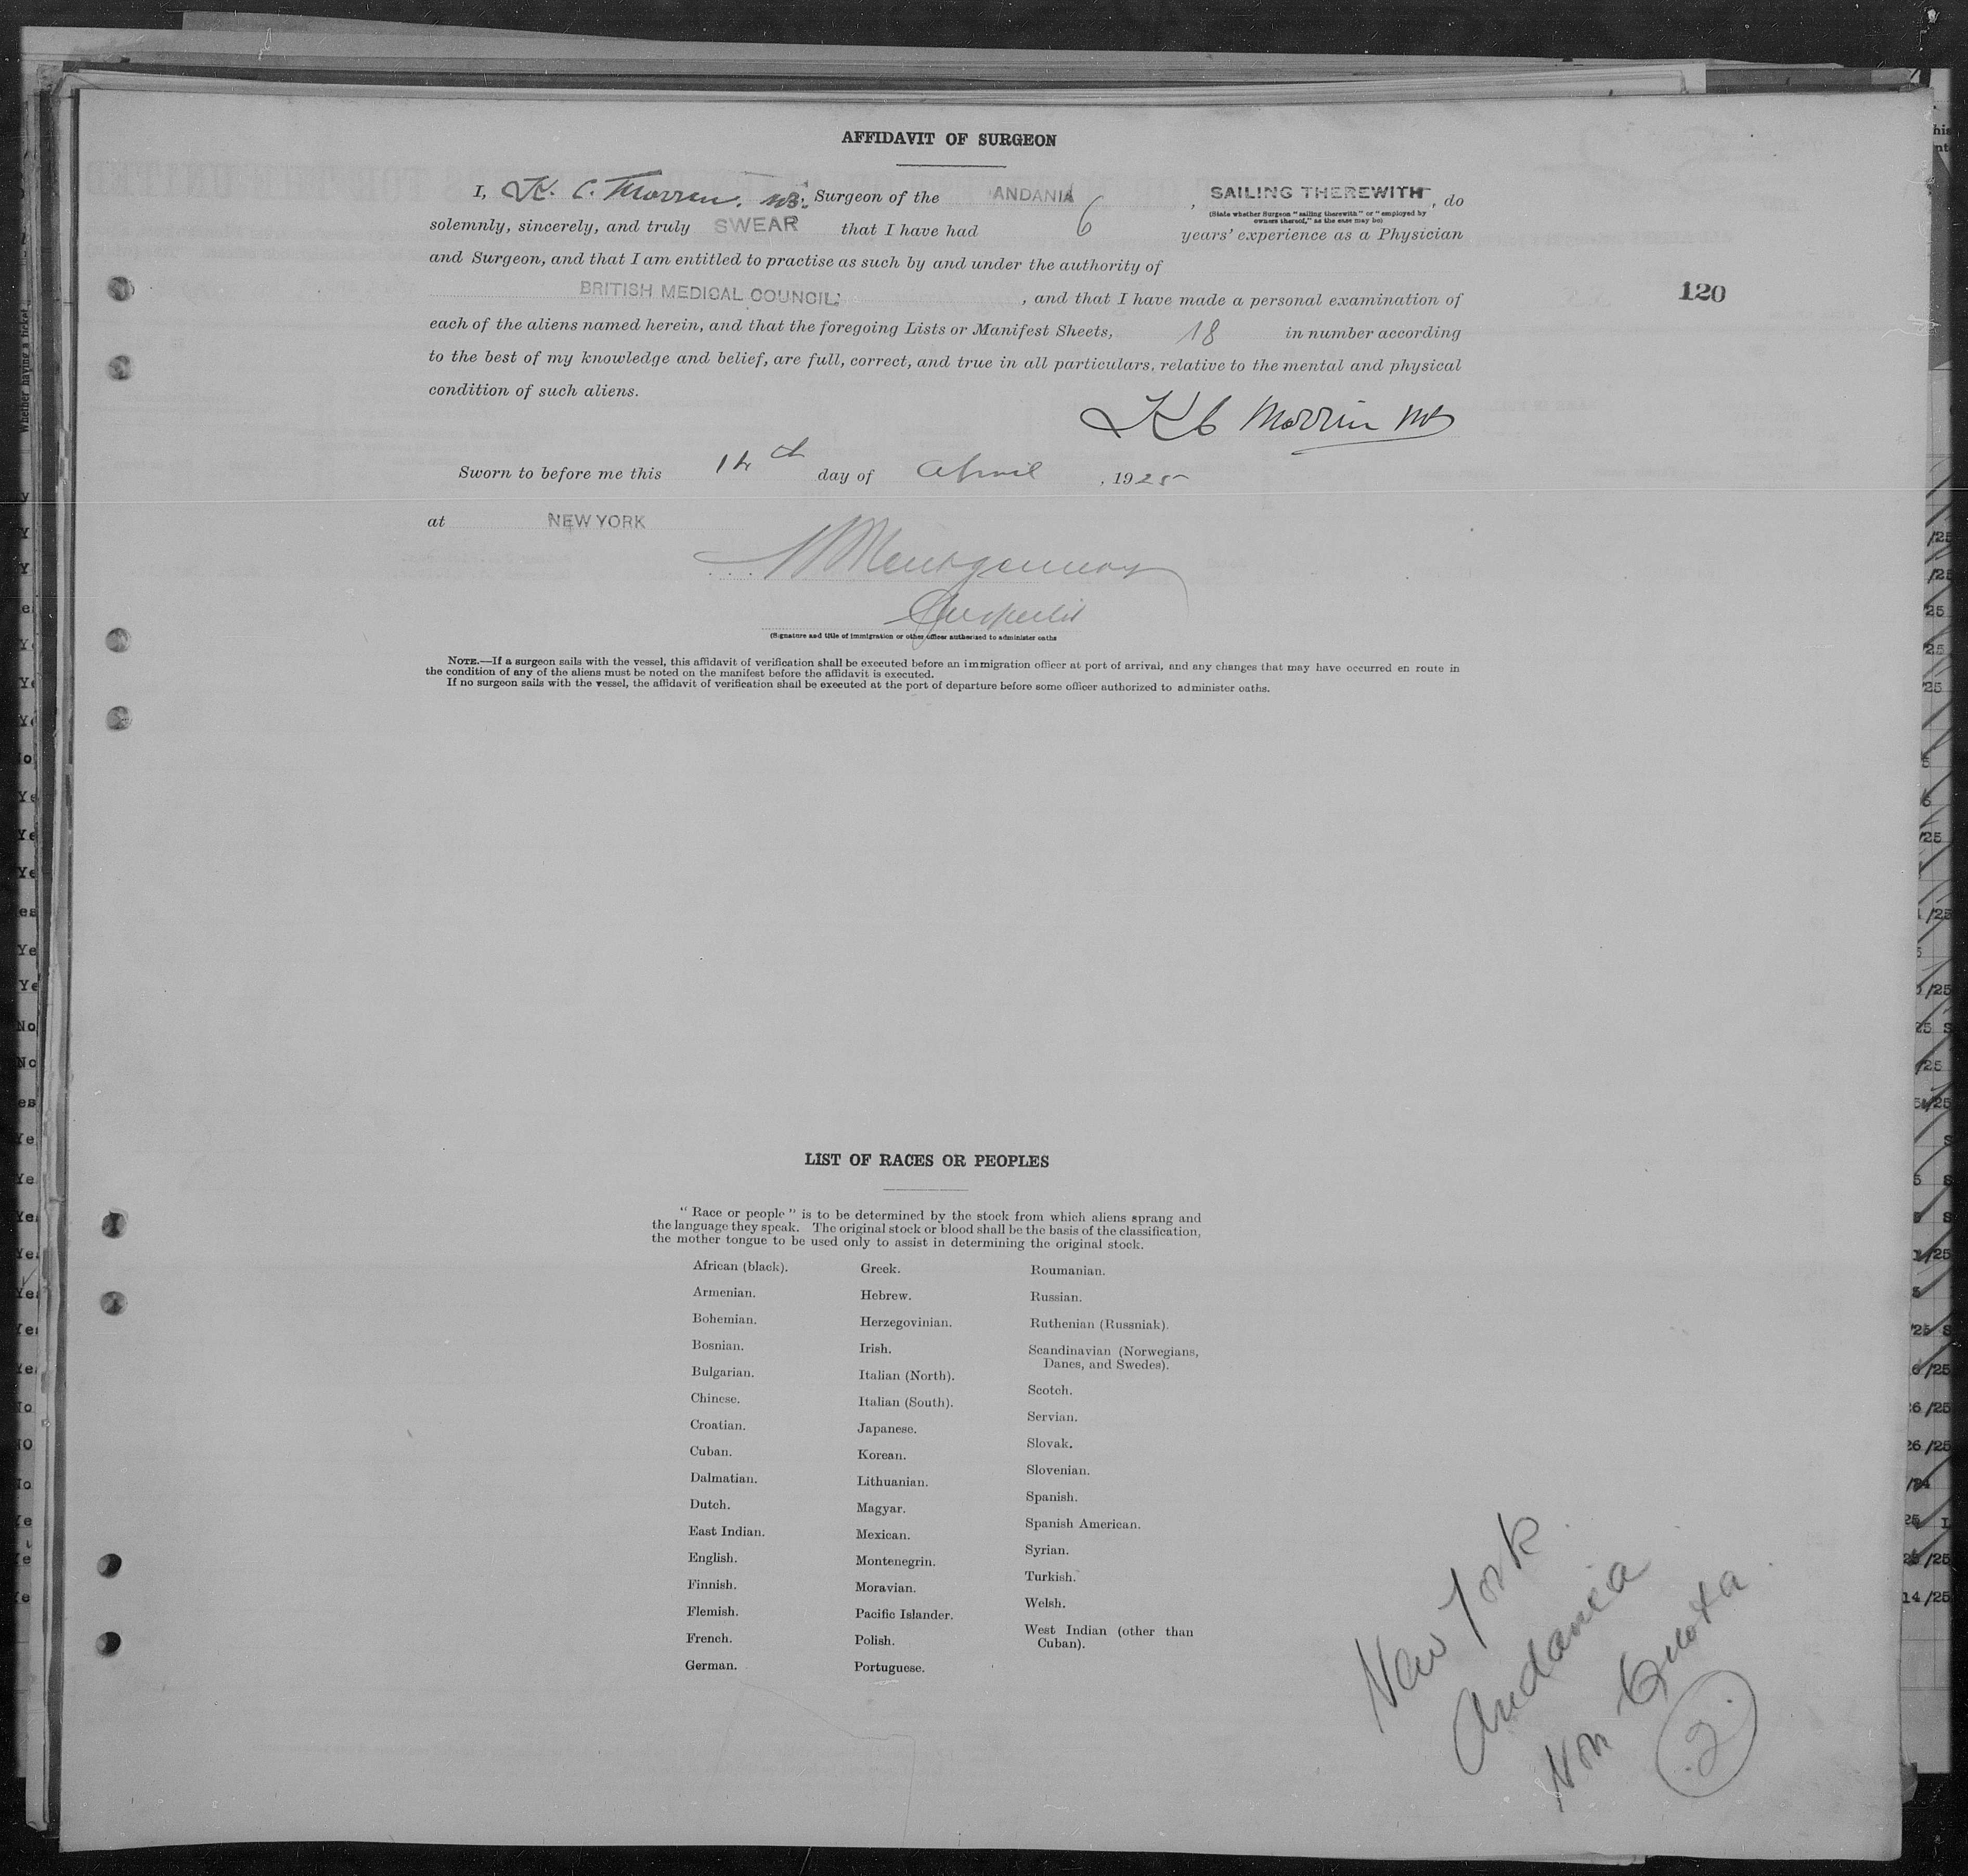 AFFIDAVIT OF SURGEON
I, K. C. Morren. MB. Surgeon of the ANDANIA, SAILING THEREWITH, do
(State whether Surgeon "sailing therewith" or "employed by
owners thereof," as the case may be)
solemnly, sincerely, and truly SWEAR that I have had 6 years' experience as a Physician
and Surgeon, and that I am entitled to practise as such by and under the authority of
BRITISH MEDICAL COUNCIL, and that I have made a personal examination of
each of the aliens named herein, and that the foregoing Lists or Manifest Sheets, 18 in number according
to the best of my knowledge and belief, are full, correct, and true in all particulars, relative to the mental and physical
condition of such aliens.
K C Morrin MB
Sworn to before me this 14th day of April, 1925
at NEW YORK
Montgomery
Inspector
(Signature and title of immigration or other officer authorised to administer oaths
NOTE.—If a surgeon sails with the vessel, this affidavit of verification shall be executed before an immigration officer at port of arrival, and any changes that may have occurred en route in
the condition of any of the aliens must be noted on the manifest before the affidavit is executed.
If no surgeon sails with the vessel, the affidavit of verification shall be executed at the port of departure before some officer authorized to administer oaths.
120
LIST OF RACES OR PEOPLES
"Race or people" is to be determined by the stock from which aliens sprang and
the language they speak. The original stock or blood shall be the basis of the classification,
the mother tongue to be used only to assist in determining the original stock.
African (black).
Armenian.
Bohemian.
Bosnian.
Bulgarian.
Chinese.
Croatian.
Cuban.
Dalmatian.
Dutch.
East Indian.
English.
Finnish.
Flemish.
French.
German.
Greek.
Hebrew.
Herzegovinian.
Irish.
Italian (North).
Italian (South).
Japanese.
Korean.
Lithuanian.
Magyar.
Mexican.
Montenegrin.
Moravian.
Pacific Islander.
Polish.
Portuguese.
Roumanian.
Russian.
Ruthenian (Russniak).
Scandinavian (Norwegians,
Danes, and Swedes).
Scotch.
Servian.
Slovak.
Slovenian.
Spanish.
Spanish American.
Syrian.
Turkish.
Welsh.
West Indian (other than
Cuban).
New York
Andania
Non Quota
2